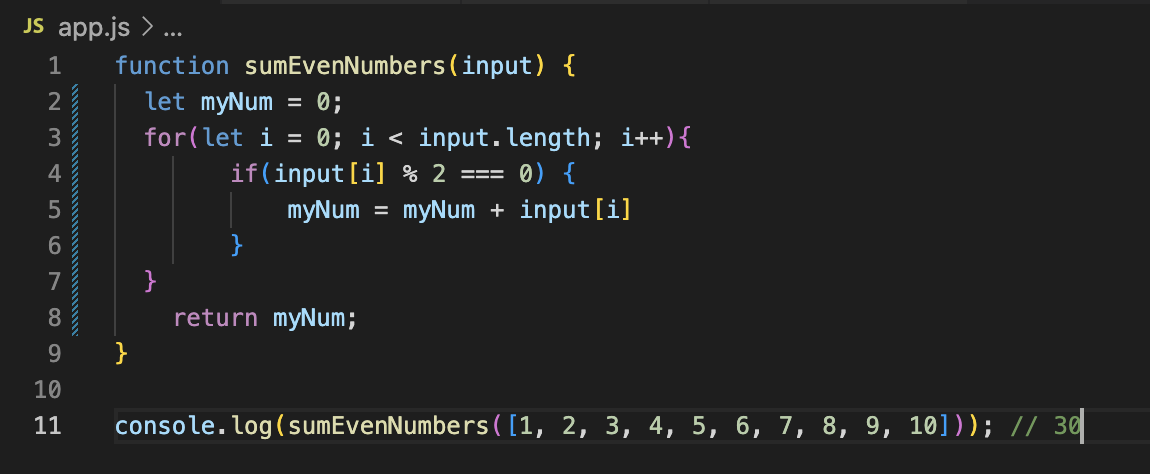 JS app.js > ...
1 function sumEvenNumbers(input) {
2   let myNum = 0;
3   for(let i = 0; i < input.length; i++){
4         if(input[i] % 2 === 0) {
5             myNum = myNum + input[i]
6         }
7   }
8     return myNum;
9 }
10
11 console.log(sumEvenNumbers([1, 2, 3, 4, 5, 6, 7, 8, 9, 10])); // 30